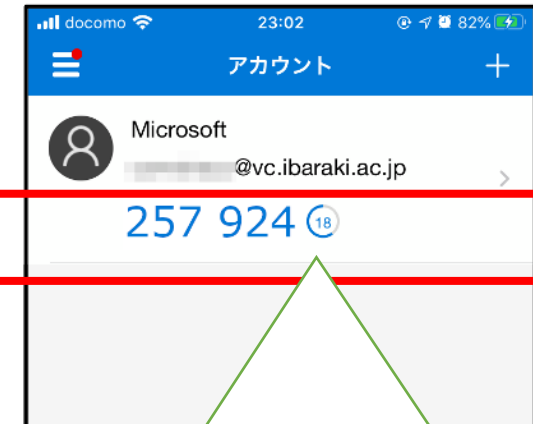 docomo 23:02 82%
アカウント
Microsoft
@vc.ibaraki.ac.jp
257 924 18